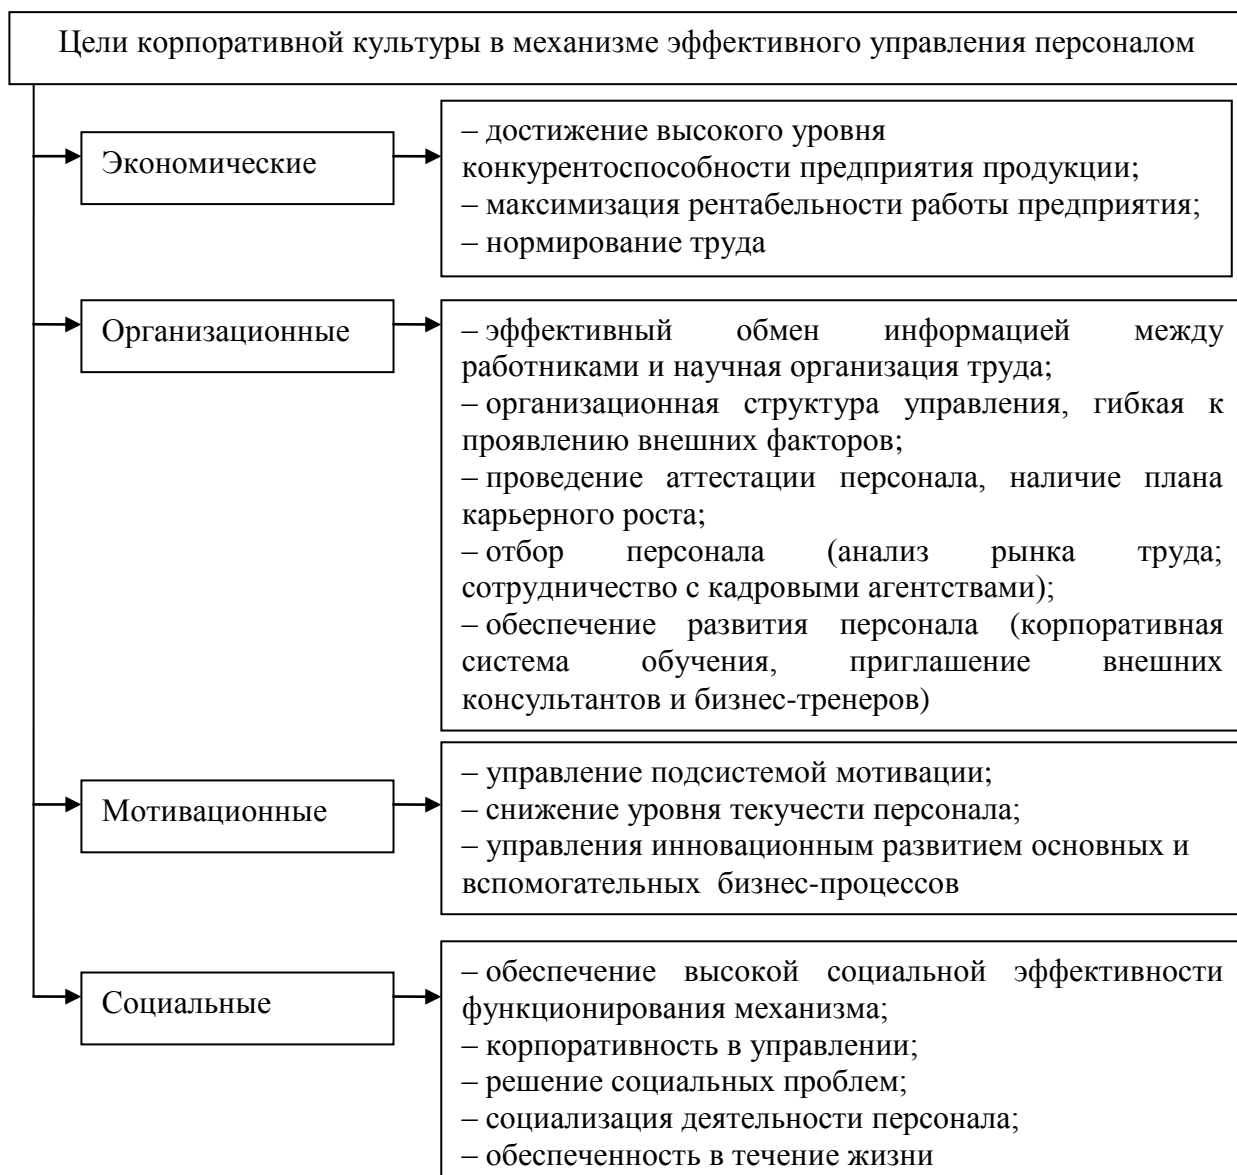 Цели корпоративной культуры в механизме эффективного управления персоналом
Экономические
– достижение высокого уровня
конкурентоспособности предприятия продукции;
– максимизация рентабельности работы предприятия;
– нормирование труда
Организационные
– эффективный обмен информацией между
работниками и научная организация труда;
– организационная структура управления, гибкая к
проявлению внешних факторов;
– проведение аттестации персонала, наличие плана
карьерного роста;
– отбор персонала (анализ рынка труда;
сотрудничество с кадровыми агентствами);
– обеспечение развития персонала (корпоративная
система обучения, приглашение внешних
консультантов и бизнес-тренеров)
Мотивационные
– управление подсистемой мотивации;
– снижение уровня текучести персонала;
– управления инновационным развитием основных и
вспомогательных бизнес-процессов
Социальные
– обеспечение высокой социальной эффективности
функционирования механизма;
– корпоративность в управлении;
– решение социальных проблем;
– социализация деятельности персонала;
– обеспеченность в течение жизни